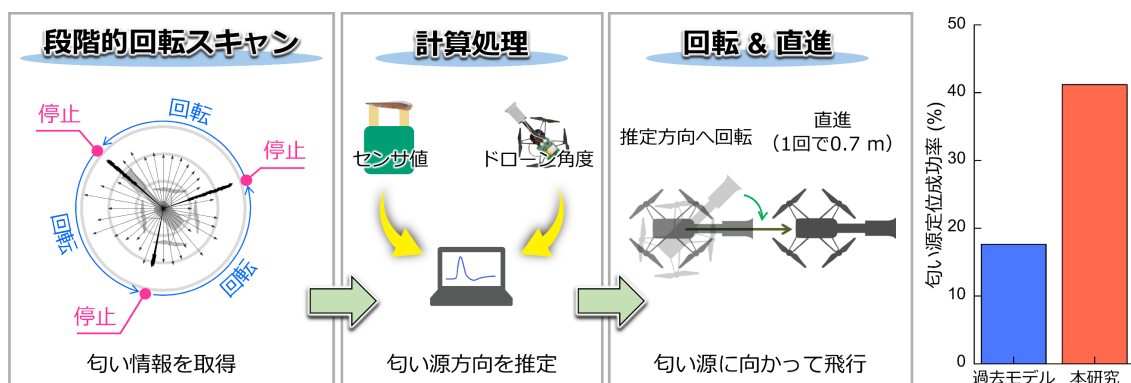 段階的回転スキャン
停止
回転
停止
回転
回転
停止
匂い情報を取得
計算処理
センサ値
ドローン角度
匂い源方向を推定
回転 & 直進
推定方向へ回転
直進
（1回で0.7 m）
匂い源に向かって飛行
匂い源定位成功率 (%)
50
40
30
20
10
0
過去モデル
本研究